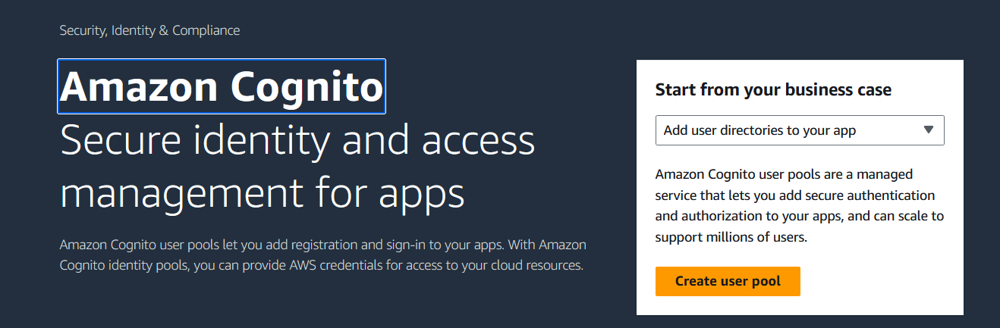 Security, Identity & Compliance
Amazon Cognito
Secure identity and access
management for apps
Amazon Cognito user pools let you add registration and sign-in to your apps. With Amazon
Cognito identity pools, you can provide AWS credentials for access to your cloud resources.
Start from your business case
Add user directories to your app
Amazon Cognito user pools are a managed
service that lets you add secure authentication
and authorization to your apps, and can scale to
support millions of users.
Create user pool